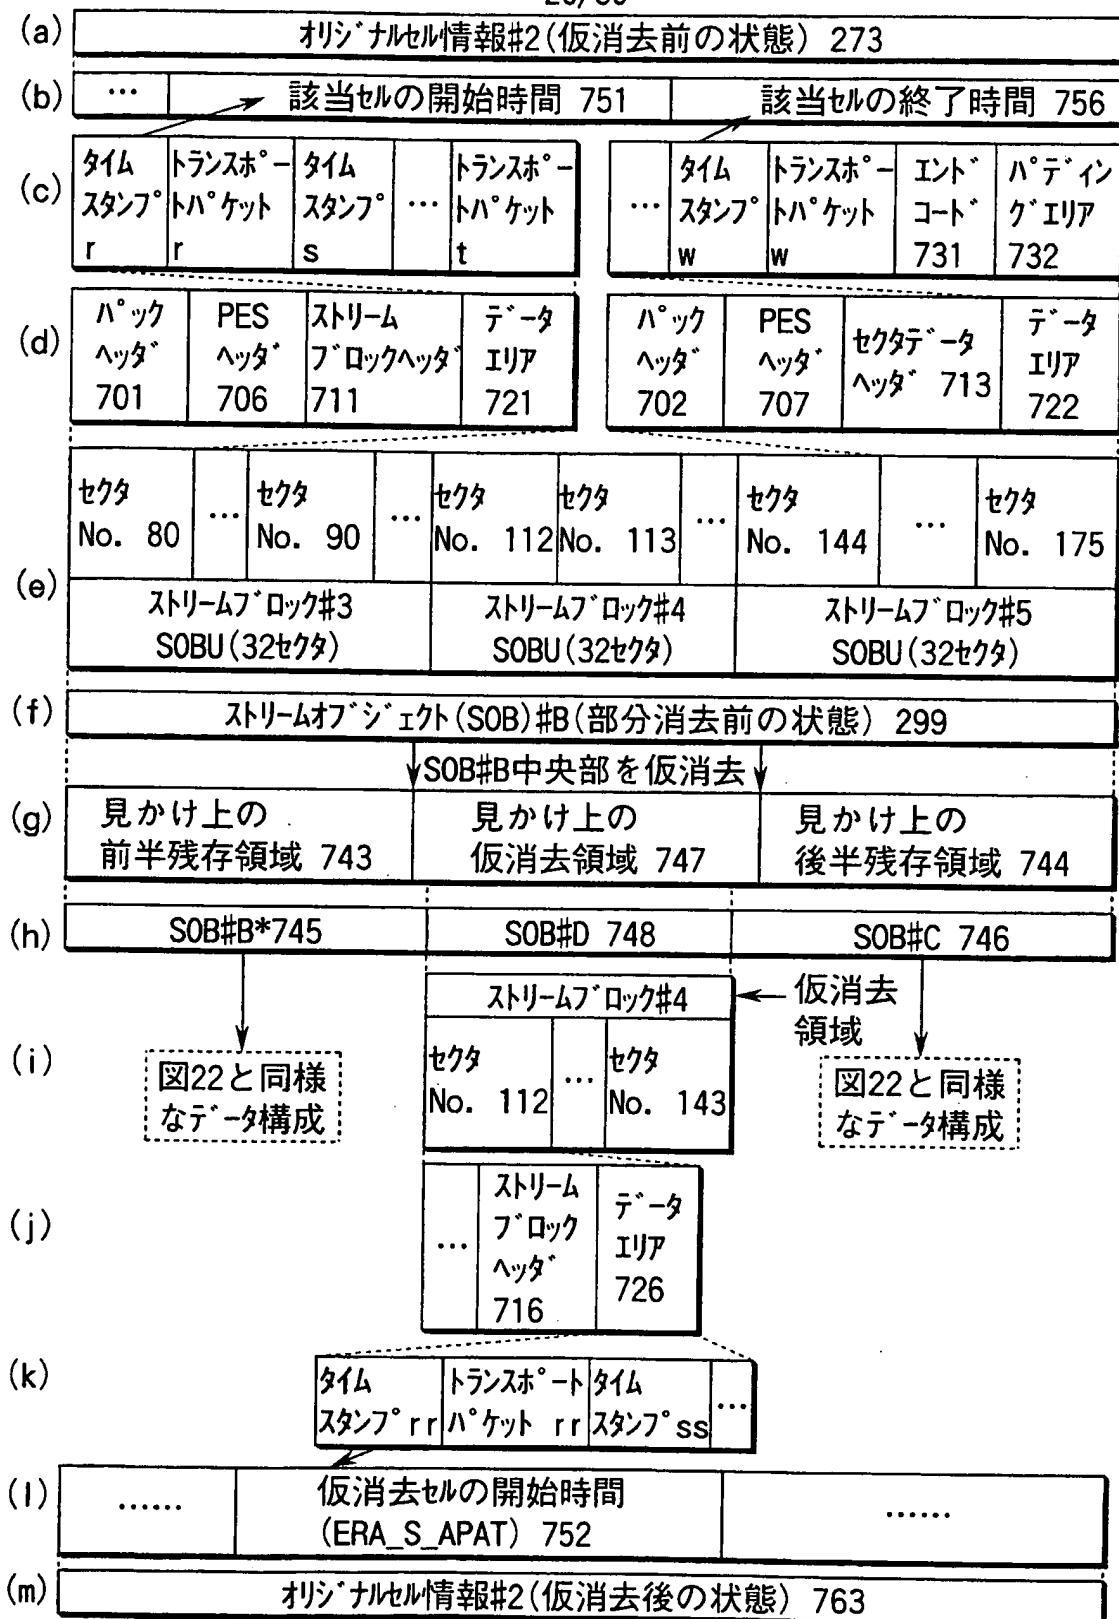 (a) オリジナルセル情報#2(仮消去前の状態) 273
(b) … 該当セルの開始時間 751 該当セルの終了時間 756
(c)
タイム
スタンプ
r
トランスポー
トパケット
r
タイム
スタンプ
s
…
トランスポー
トパケット
t
…
タイム
スタンプ
w
トランスポー
トパケット
w
エンド
コード
731
パディン
グエリア
732
(d)
パック
ヘッダ
701
PES
ヘッダ
706
ストリーム
ブロックヘッダ
711
データ
エリア
721
パック
ヘッダ
702
PES
ヘッダ
707
セクタデータ
ヘッダ 713
データ
エリア
722
(e)
セクタ
No. 80
…
セクタ
No. 90
…
セクタ
No. 112
セクタ
No. 113
…
セクタ
No. 144
…
セクタ
No. 175
ストリームブロック#3
SOBU(32セクタ)
ストリームブロック#4
SOBU(32セクタ)
ストリームブロック#5
SOBU(32セクタ)
(f) ストリームオブジェクト(SOB)#B(部分消去前の状態) 299
SOB#B中央部を仮消去
(g)
見かけ上の
前半残存領域 743
見かけ上の
仮消去領域 747
見かけ上の
後半残存領域 744
(h) SOB#B*745 SOB#D 748 SOB#C 746
(i)
ストリームブロック#4
仮消去
領域
セクタ
No. 112
…
セクタ
No. 143
図22と同様
なデータ構成
図22と同様
なデータ構成
(j)
…
ストリーム
ブロック
ヘッダ
716
データ
エリア
726
(k)
タイム
スタンプrr
トランスポート
パケット rr
タイム
スタンプss
…
(l)
……
仮消去セルの開始時間
(ERA_S_APAT) 752
……
(m) オリジナルセル情報#2(仮消去後の状態) 763